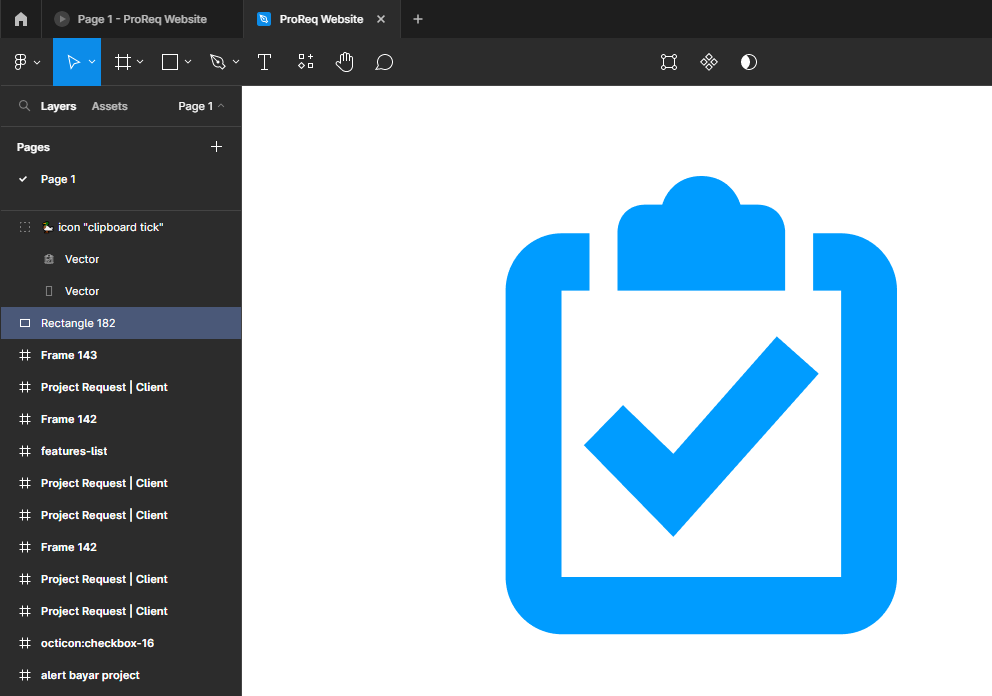 Page 1 - ProReq Website
ProReq Website
Layers
Assets
Page 1
Pages
Page 1
icon "clipboard tick"
Vector
Vector
Rectangle 182
Frame 143
Project Request | Client
Frame 142
features-list
Project Request | Client
Project Request | Client
Frame 142
Project Request | Client
Project Request | Client
octicon:checkbox-16
alert bayar project